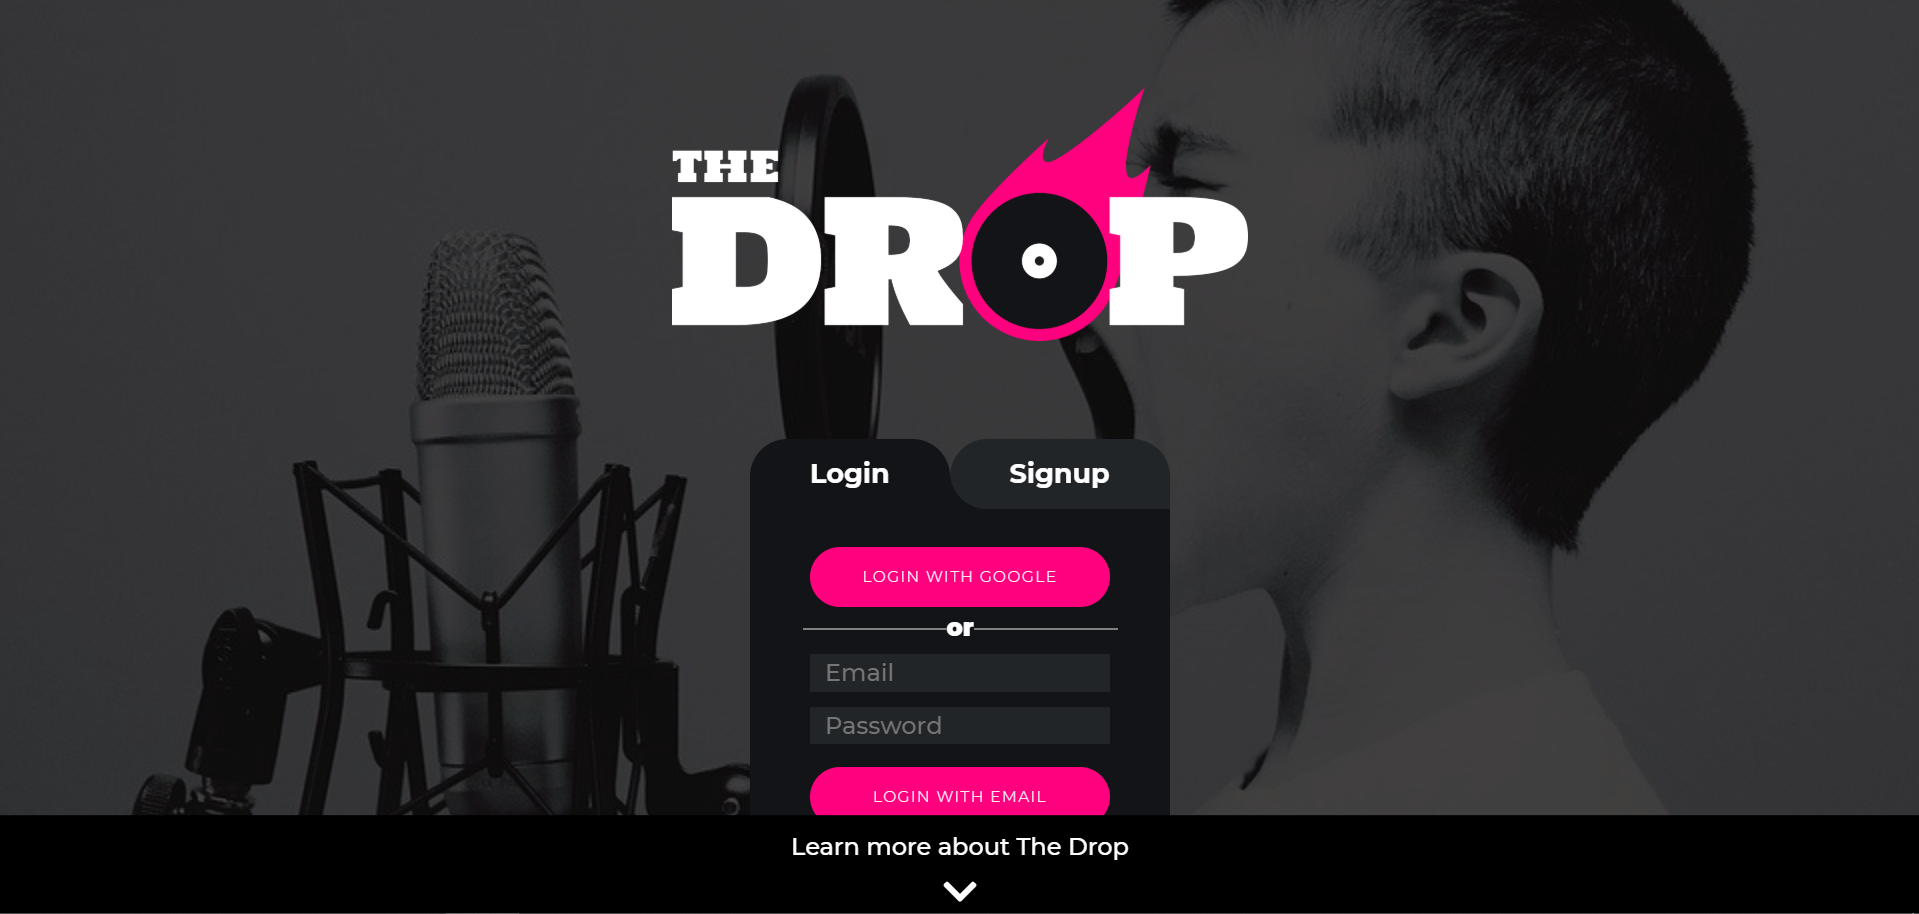 THE
DROP
Login
Signup
LOGIN WITH GOOGLE
or
Email
Password
LOGIN WITH EMAIL
Learn more about The Drop